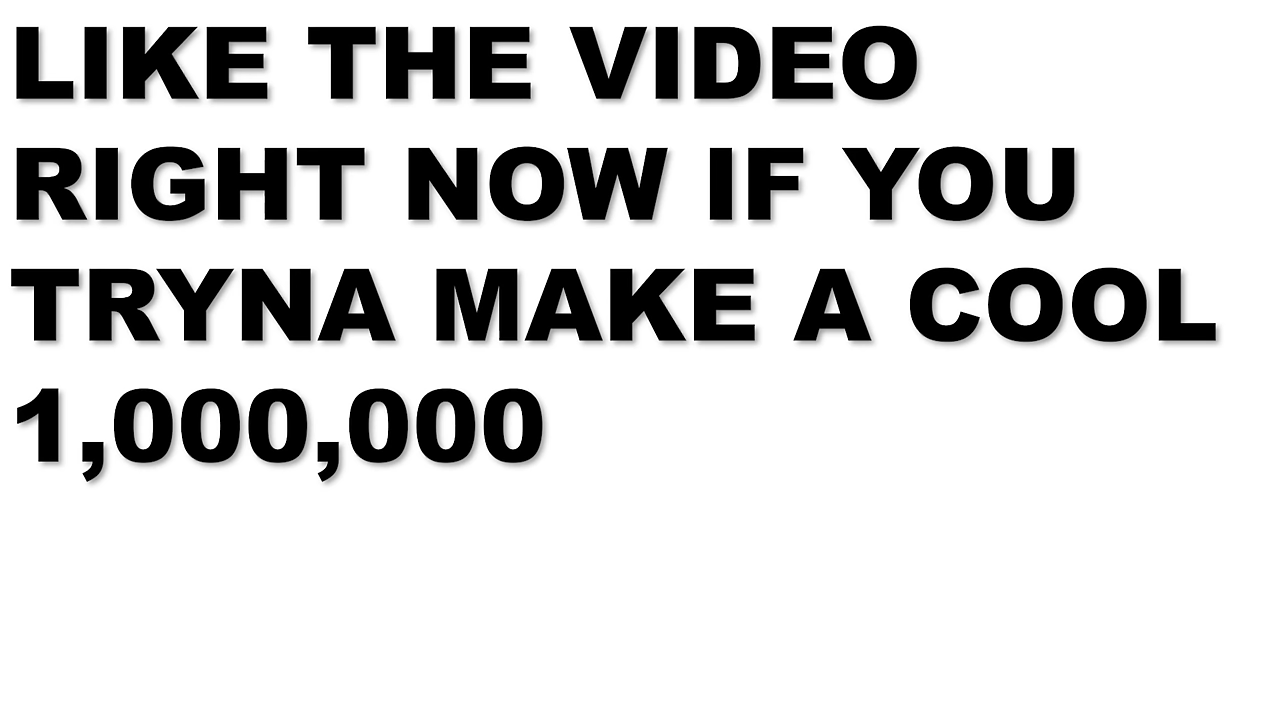 LIKE THE VIDEO
RIGHT NOW IF YOU
TRYNA MAKE A COOL
1,000,000